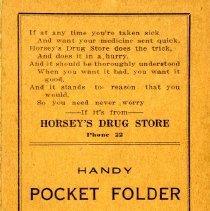 If at any time you're taken sick
And want your medicine sent quick,
Horsey's Drug Store does the trick,
And does it in a hurry,
And it should be thoroughly understood
When you want it bad, you want it
good,
And it stands to reason that you
would,
So you need never worry
If it's from
HORSEY'S DRUG STORE
Phone 22
HANDY
POCKET FOLDER